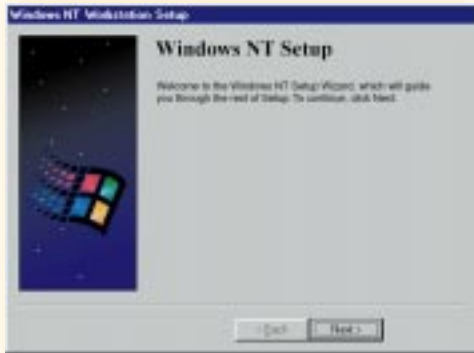 Windows NT Workstation Setup
Windows NT Setup
Welcome to the Windows NT Setup Wizard, which will guide
you through the rest of Setup. To continue, click Next.
< Back
Next >